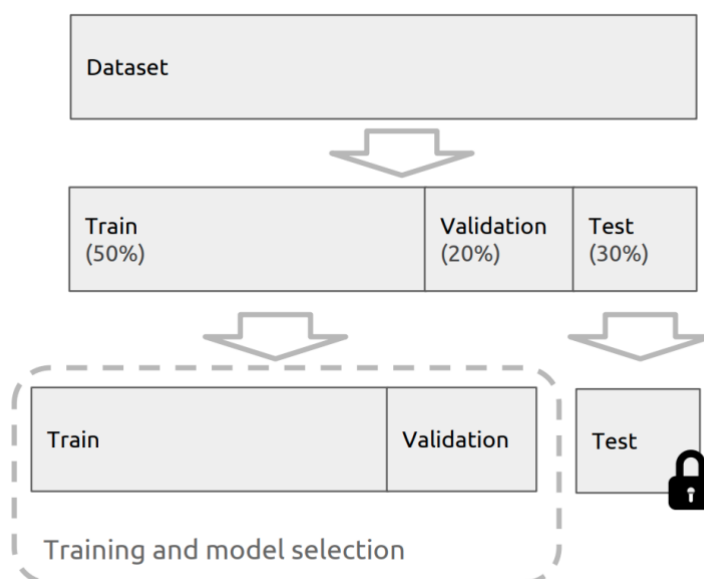 Dataset
Train
(50%)
Validation
(20%)
Test
(30%)
Train
Validation
Test
Training and model selection